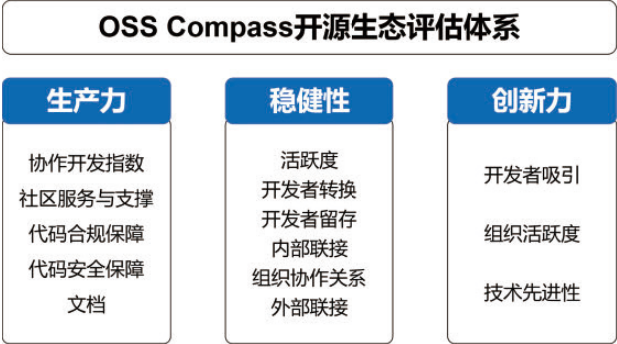 OSS Compass开源生态评估体系
生产力
协作开发指数
社区服务与支撑
代码合规保障
代码安全保障
文档
稳健性
活跃度
开发者转换
开发者留存
内部联接
组织协作关系
外部联接
创新力
开发者吸引
组织活跃度
技术先进性